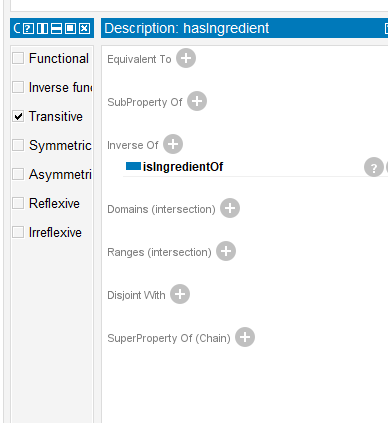 Description: hasIngredient
Functional
Inverse func
Transitive
Symmetric
Asymmetri
Reflexive
Irreflexive
Equivalent To
SubProperty Of
Inverse Of
isIngredientOf
Domains (intersection)
Ranges (intersection)
Disjoint With
SuperProperty Of (Chain)